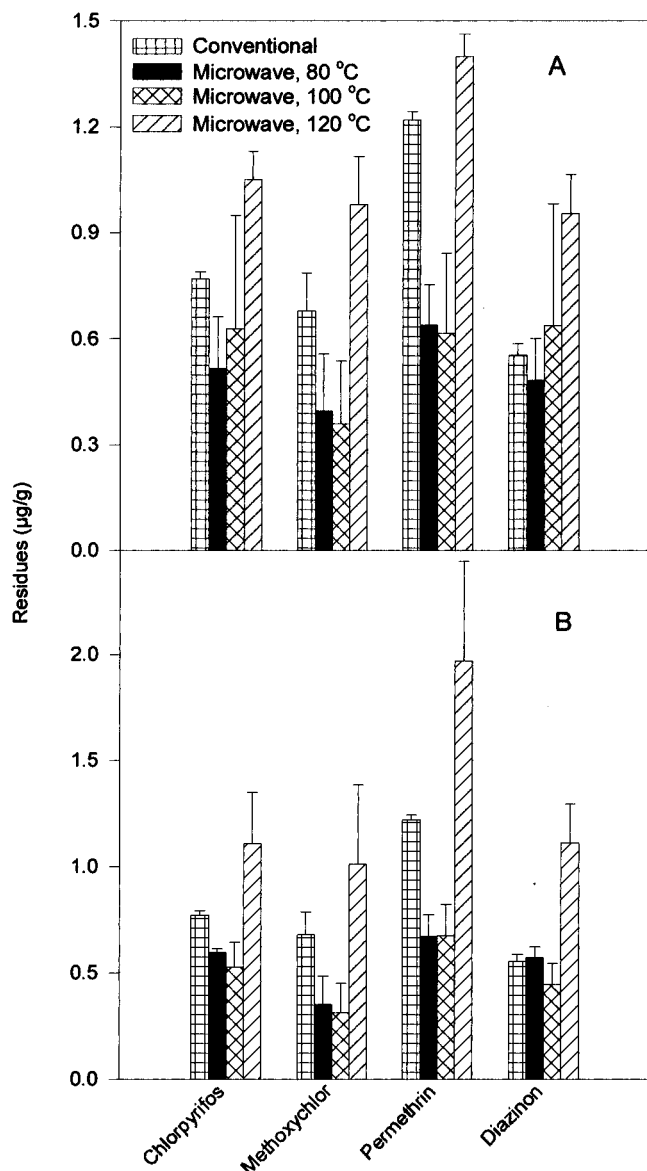 1.5
Conventional
Microwave, 80 °C
Microwave, 100 °C
Microwave, 120 °C
A
1.2
0.9
0.6
0.3
0.0
Residues (µg/g)
B
2.0
1.5
1.0
0.5
0.0
Chlorpyrifos
Methoxychlor
Permethrin
Diazinon